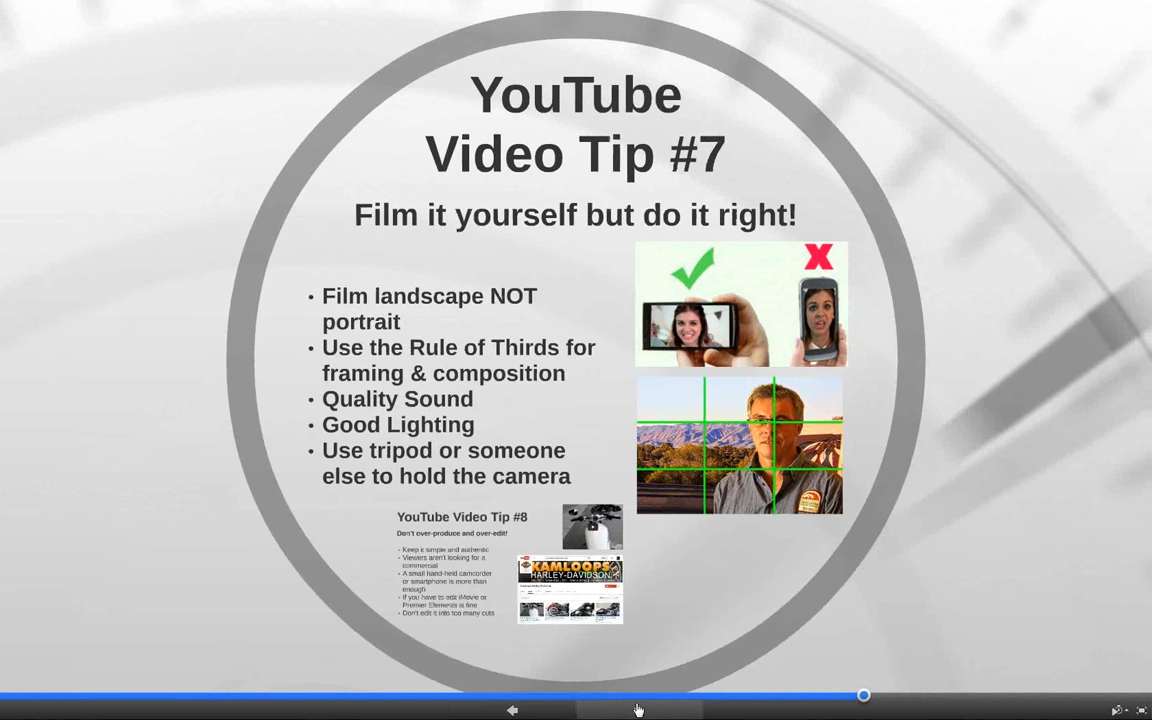 YouTube
Video Tip #7
Film it yourself but do it right!
• Film landscape NOT
portrait
• Use the Rule of Thirds for
framing & composition
• Quality Sound
• Good Lighting
• Use tripod or someone
else to hold the camera
YouTube Video Tip #8
Don't over-produce and over-edit!
• Keep it simple and authentic
• Viewers aren't looking for a
commercial
• A small hand-held camcorder
or smartphone is more than
enough
• If you have to edit iMovie or
Premier Elements is fine
• Don't edit it into too many cuts
KAMLOOPS
HARLEY-DAVIDSON